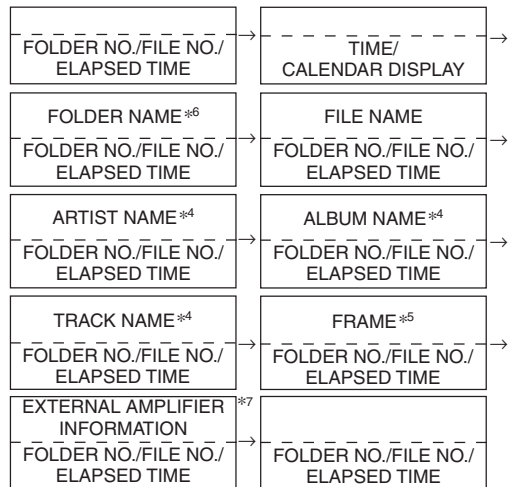 FOLDER NO./FILE NO./
ELAPSED TIME
→
TIME/
CALENDAR DISPLAY
→
FOLDER NAME*6
FOLDER NO./FILE NO./
ELAPSED TIME
→
FILE NAME
FOLDER NO./FILE NO./
ELAPSED TIME
→
ARTIST NAME*4
FOLDER NO./FILE NO./
ELAPSED TIME
→
ALBUM NAME*4
FOLDER NO./FILE NO./
ELAPSED TIME
→
TRACK NAME*4
FOLDER NO./FILE NO./
ELAPSED TIME
→
FRAME*5
FOLDER NO./FILE NO./
ELAPSED TIME
→
EXTERNAL AMPLIFIER
INFORMATION
*7
FOLDER NO./FILE NO./
ELAPSED TIME
→
FOLDER NO./FILE NO./
ELAPSED TIME